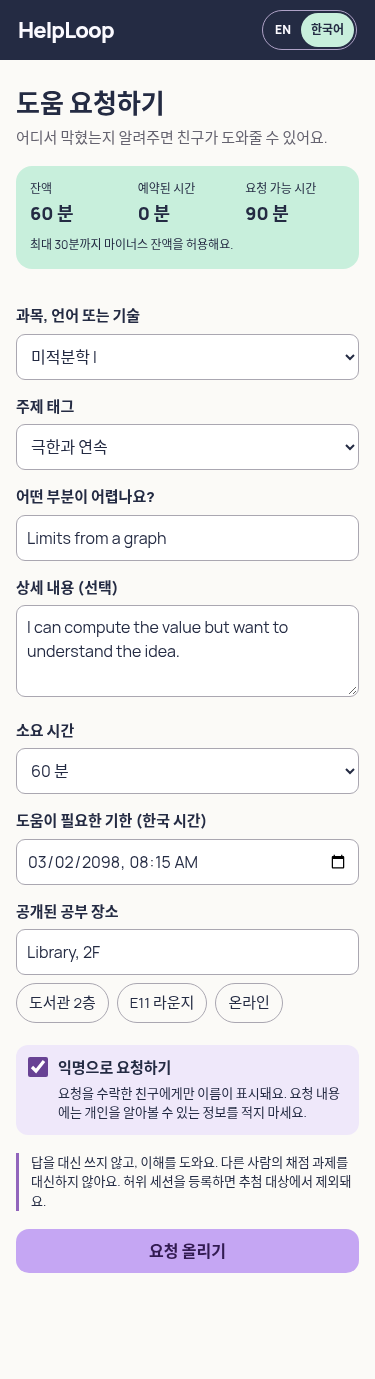 HelpLoop
EN 한국어
도움 요청하기
어디서 막혔는지 알려주면 친구가 도와줄 수 있어요.
잔액 예약된 시간 요청 가능 시간
60 분 0 분 90 분
최대 30분까지 마이너스 잔액을 허용해요.
과목, 언어 또는 기술
미적분학 I
주제 태그
극한과 연속
어떤 부분이 어렵나요?
Limits from a graph
상세 내용 (선택)
I can compute the value but want to
understand the idea.
소요 시간
60 분
도움이 필요한 기한 (한국 시간)
03/02/2098, 08:15 AM
공개된 공부 장소
Library, 2F
도서관 2층 E11 라운지 온라인
익명으로 요청하기
요청을 수락한 친구에게만 이름이 표시돼요. 요청 내용
에는 개인을 알아볼 수 있는 정보를 적지 마세요.
답을 대신 쓰지 않고, 이해를 도와요. 다른 사람의 채점 과제를
대신하지 않아요. 허위 세션을 등록하면 추첨 대상에서 제외돼
요.
요청 올리기